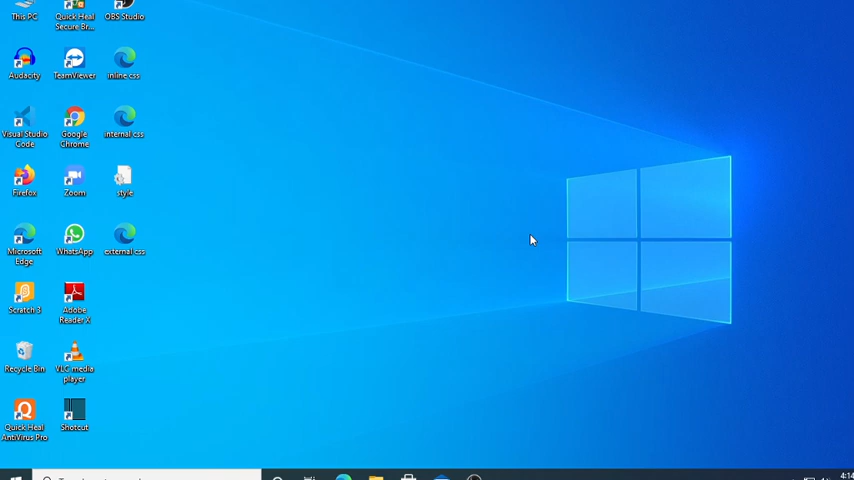 This PC
Quick Heal
Secure Br...
OBS Studio
Audacity
TeamViewer
inline.css
Visual Studio
Code
Google
Chrome
internal.css
Firefox
Zoom
style
Microsoft
Edge
WhatsApp
external.css
Scratch 3
Adobe
Reader X
Recycle Bin
VLC media
player
Quick Heal
AntiVirus Pro
Shotcut
4:14